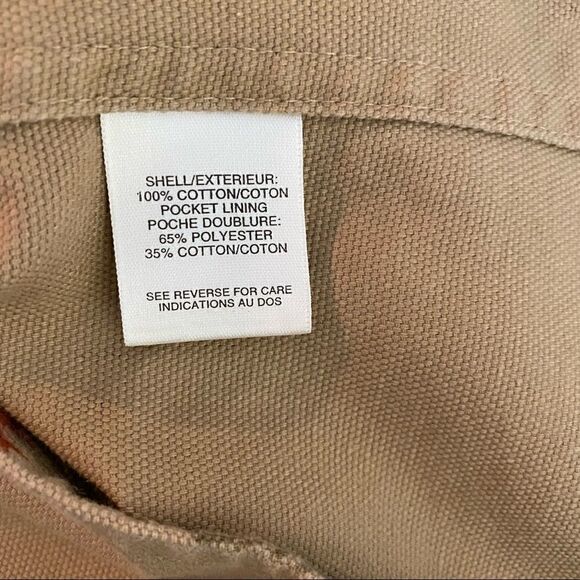 SHELL/EXTERIEUR:
100% COTTON/COTON
POCKET LINING
POCHE DOUBLURE:
65% POLYESTER
35% COTTON/COTON
SEE REVERSE FOR CARE
INDICATIONS AU DOS